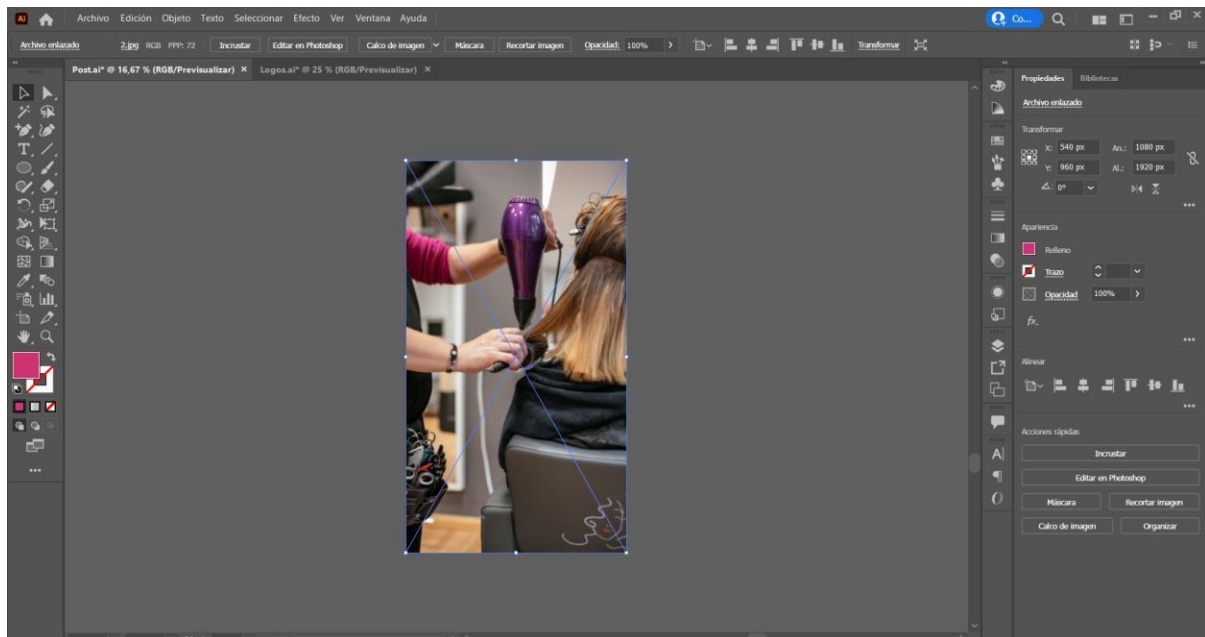 Ai Archivo Edición Objeto Texto Seleccionar Efecto Ver Ventana Ayuda Co...
Archivo enlazado 2.jpg RGB PPP: 72 Incrustar Editar en Photoshop Calco de imagen Máscara Recortar imagen Opacidad: 100% Transformar
Post.ai* @ 16,67 % (RGB/Previsualizar) × Logos.ai* @ 25 % (RGB/Previsualizar) ×
Propiedades Bibliotecas
Archivo enlazado
Transformar
X: 540 px An.: 1080 px
Y: 960 px Al.: 1920 px
0º
Apariencia
Relleno
Trazo
Opacidad 100%
fx.
Alinear
Acciones rápidas
Incrustar
Editar en Photoshop
Máscara Recortar imagen
Calco de imagen Organizar